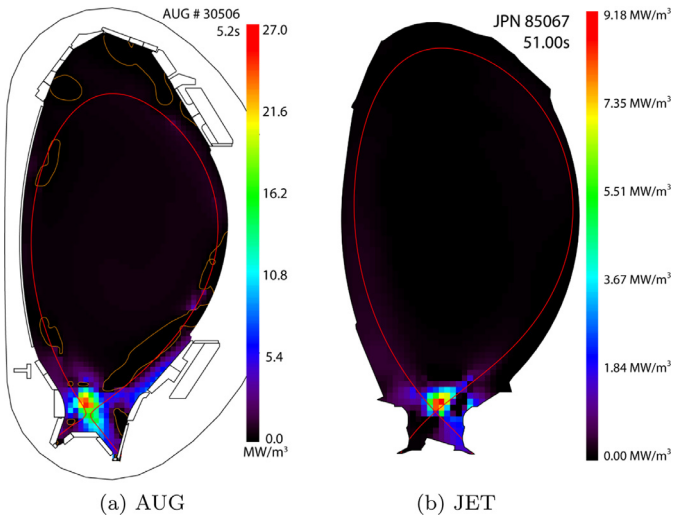 AUG # 30506
5.2s
27.0
21.6
16.2
10.8
5.4
0.0
MW/m³
(a) AUG
JPN 85067
51.00s
9.18 MW/m³
7.35 MW/m³
5.51 MW/m³
3.67 MW/m³
1.84 MW/m³
0.00 MW/m³
(b) JET